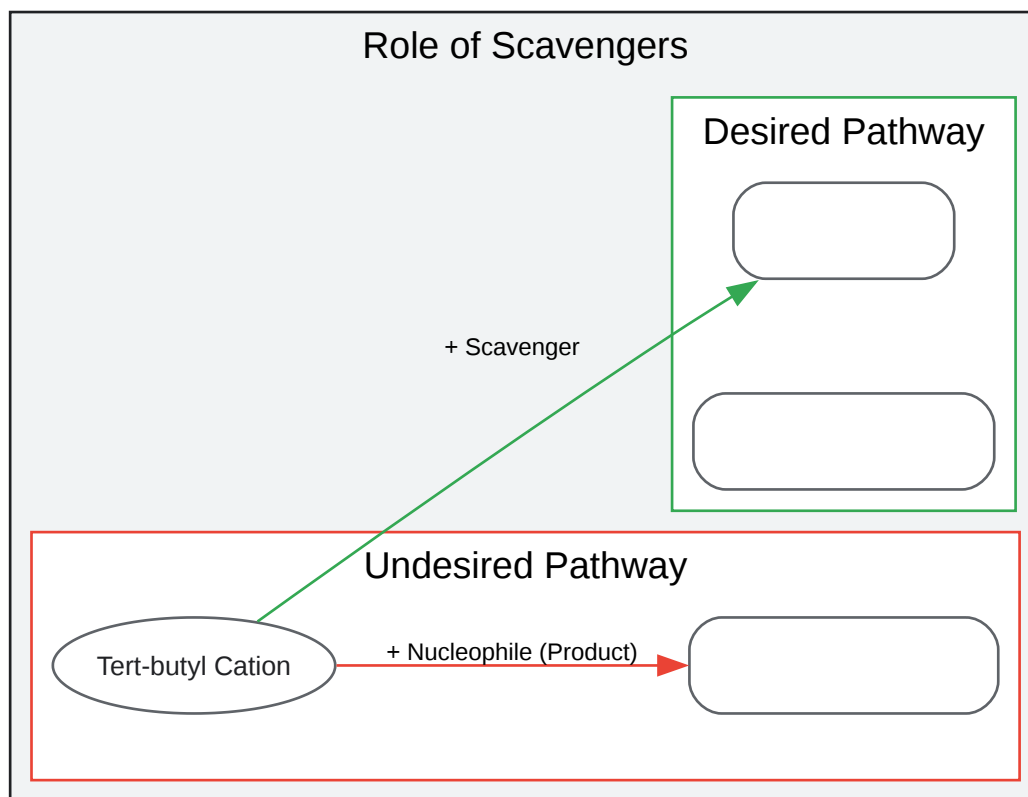 Role of Scavengers
Desired Pathway
+ Scavenger
Undesired Pathway
Tert-butyl Cation
+ Nucleophile (Product)